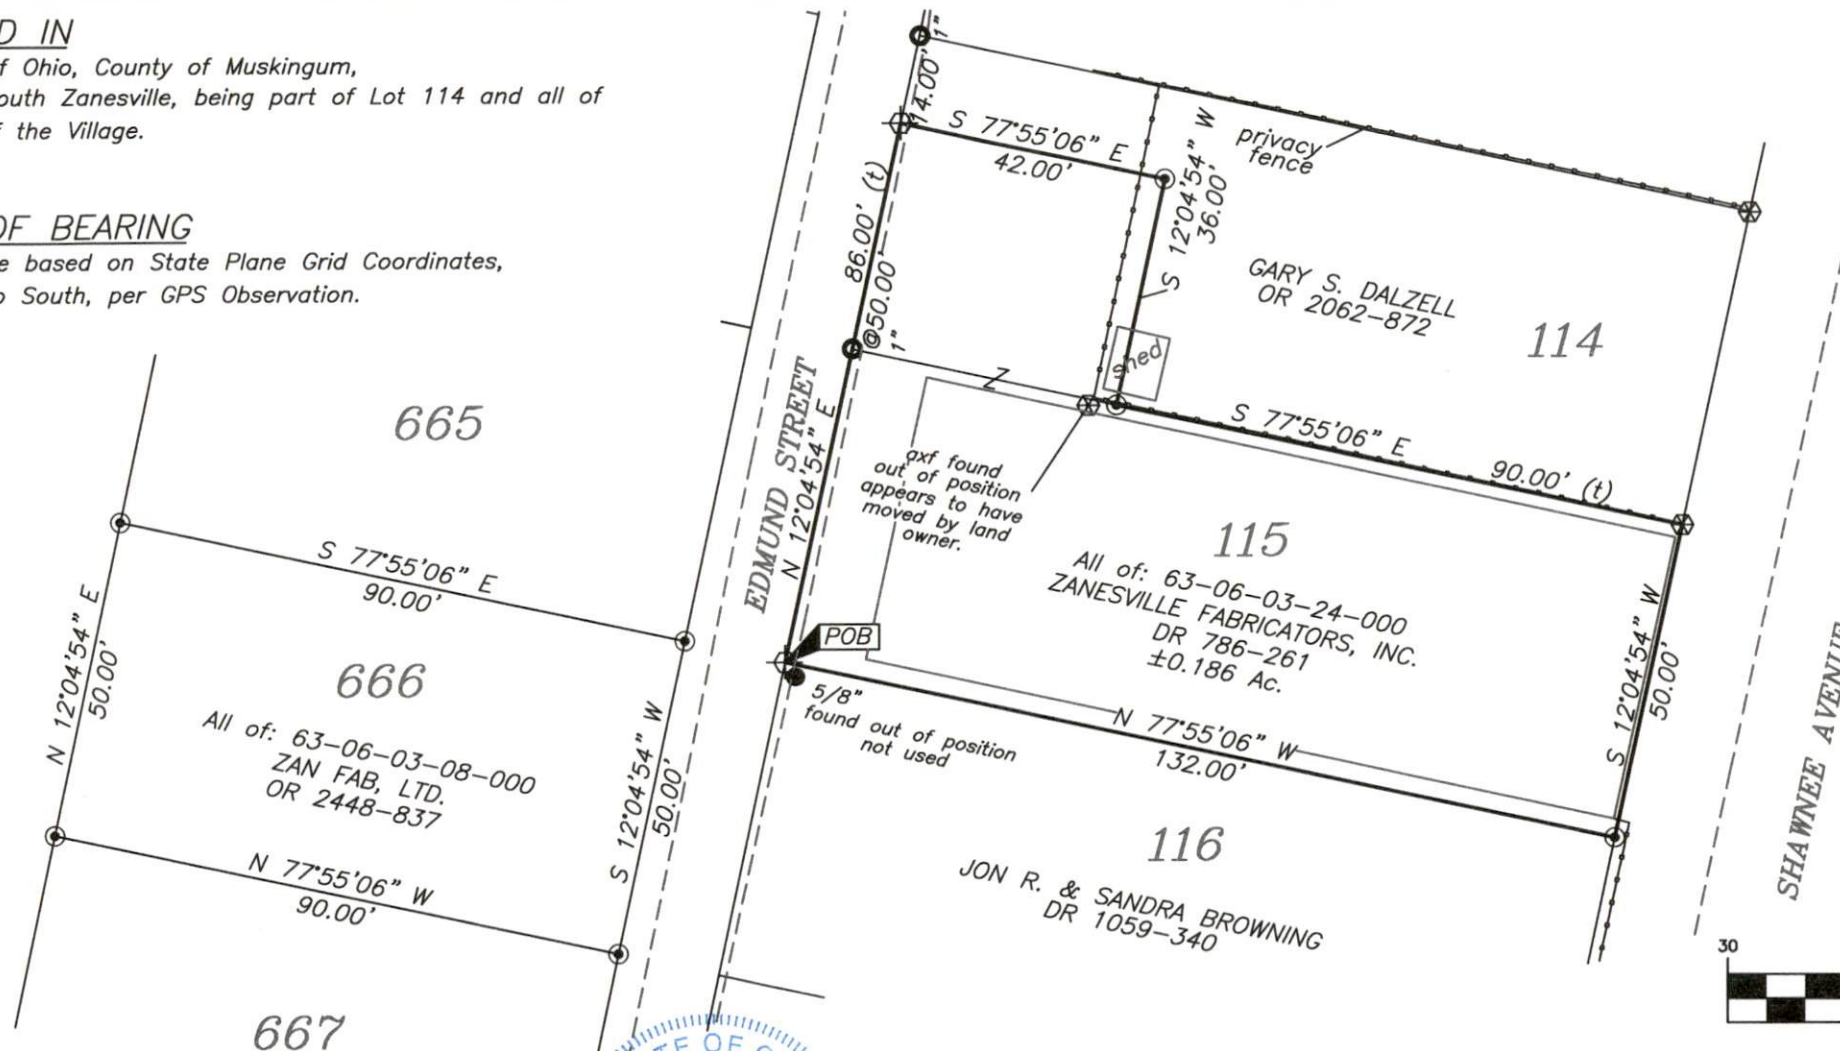 D IN
f Ohio, County of Muskingum,
outh Zanesville, being part of Lot 114 and all of
f the Village.
OF BEARING
e based on State Plane Grid Coordinates,
o South, per GPS Observation.
1"
14.00'
S 77°55'06" E
42.00'
S 12°04'54" W
36.00'
privacy
fence
86.00' (t)
@50.00'
1"
GARY S. DALZELL
OR 2062-872
114
shed
Z
S 77°55'06" E
90.00' (t)
EDMUND STREET
N 12°04'54" E
axf found
out of position
appears to have
moved by land
owner.
115
All of: 63-06-03-24-000
ZANESVILLE FABRICATORS, INC.
DR 786-261
±0.186 Ac.
S 12°04'54" W
50.00'
SHAWNEE AVENUE
POB
5/8"
found out of position
not used
N 77°55'06" W
132.00'
116
JON R. & SANDRA BROWNING
DR 1059-340
30
665
S 77°55'06" E
90.00'
N 12°04'54" E
50.00'
666
All of: 63-06-03-08-000
ZAN FAB, LTD.
OR 2448-837
S 12°04'54" W
50.00'
N 77°55'06" W
90.00'
667
TE OF